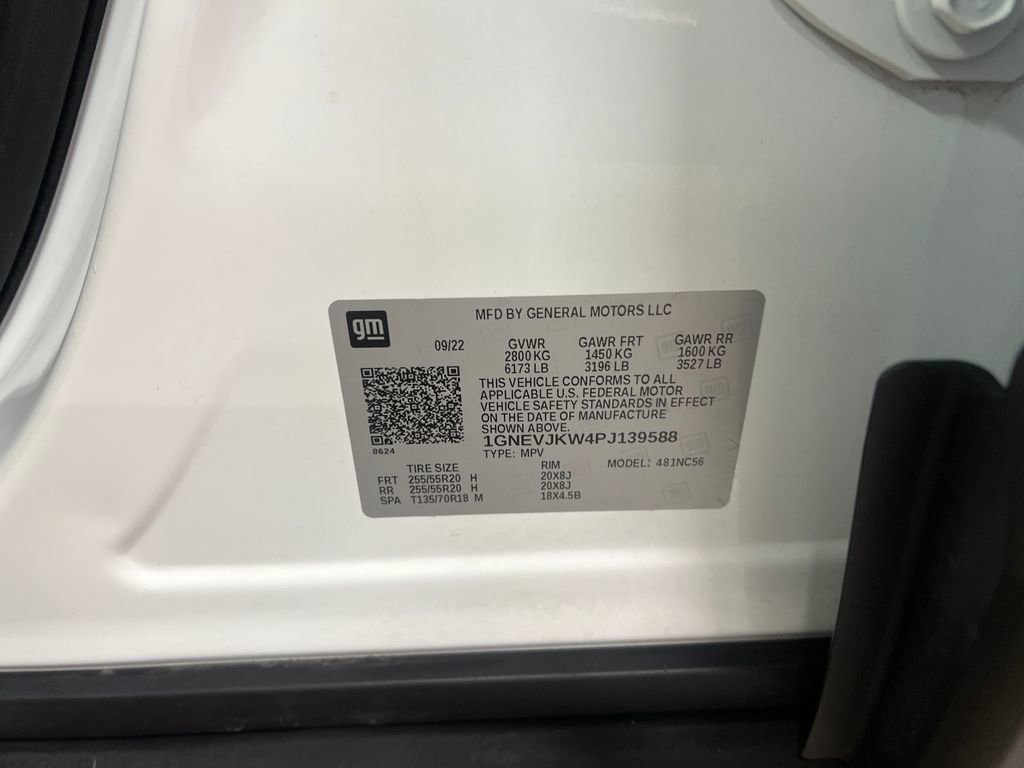 gm
MFD BY GENERAL MOTORS LLC
09/22
GVWR GAWR FRT GAWR RR
2800 KG 1450 KG 1600 KG
6173 LB 3196 LB 3527 LB
THIS VEHICLE CONFORMS TO ALL
APPLICABLE U.S. FEDERAL MOTOR
VEHICLE SAFETY STANDARDS IN EFFECT
ON THE DATE OF MANUFACTURE
SHOWN ABOVE.
8624
1GNEVJKW4PJ139588
TYPE: MPV MODEL: 481NC56
TIRE SIZE RIM
FRT 255/55R20 H 20X8J
RR 255/55R20 H 20X8J
SPA T135/70R18 M 18X4.5B